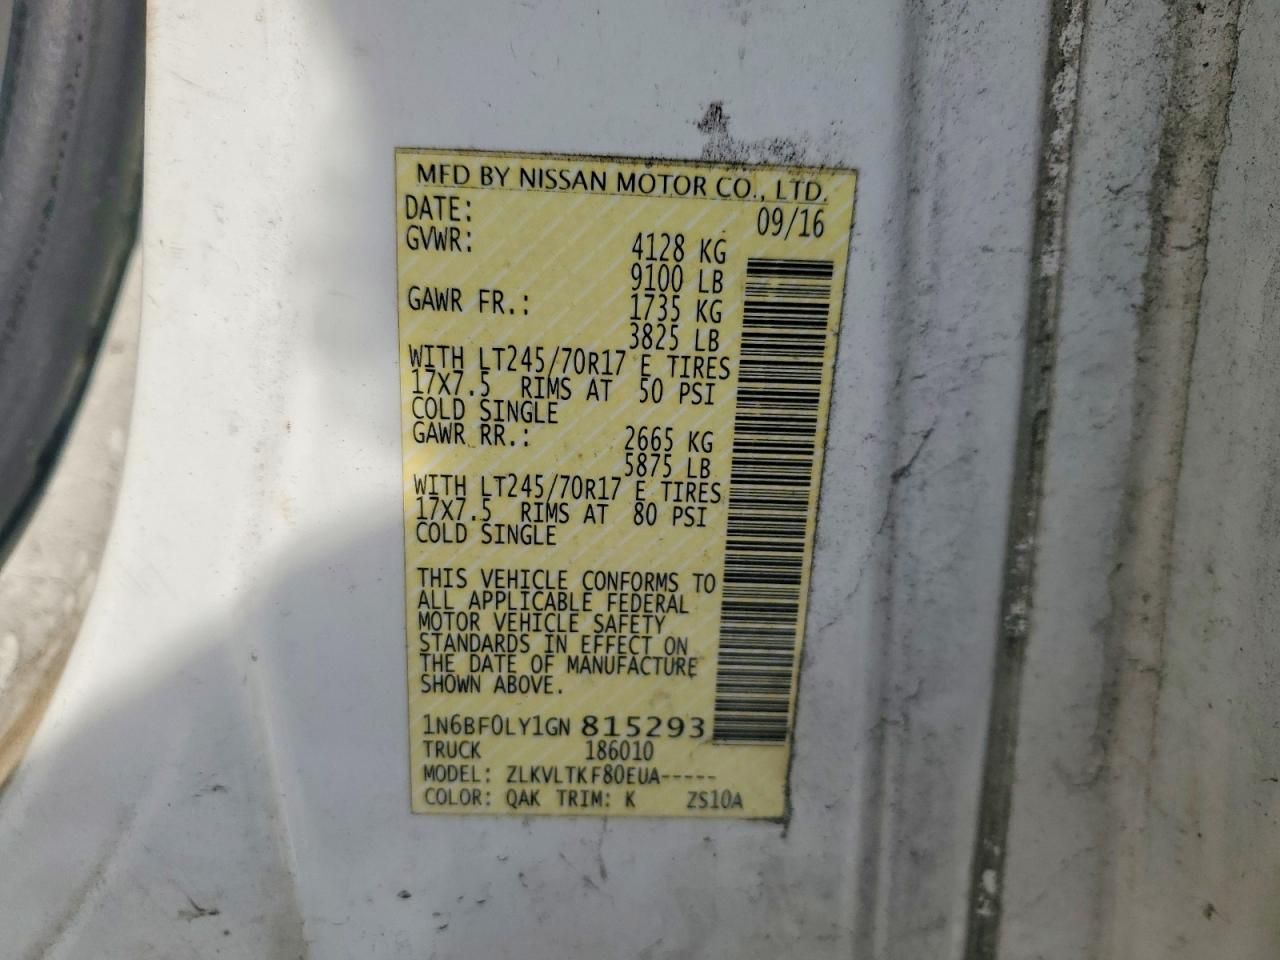 MFD BY NISSAN MOTOR CO., LTD.
DATE: 09/16
GVWR: 4128 KG
9100 LB
GAWR FR.: 1735 KG
3825 LB
WITH LT245/70R17 E TIRES
17X7.5 RIMS AT 50 PSI
COLD SINGLE
GAWR RR.: 2665 KG
5875 LB
WITH LT245/70R17 E TIRES
17X7.5 RIMS AT 80 PSI
COLD SINGLE
THIS VEHICLE CONFORMS TO
ALL APPLICABLE FEDERAL
MOTOR VEHICLE SAFETY
STANDARDS IN EFFECT ON
THE DATE OF MANUFACTURE
SHOWN ABOVE.
1N6BF0LY1GN 815293
TRUCK 186010
MODEL: ZLKVLTKF80EUA-----
COLOR: QAK TRIM: K ZS10A